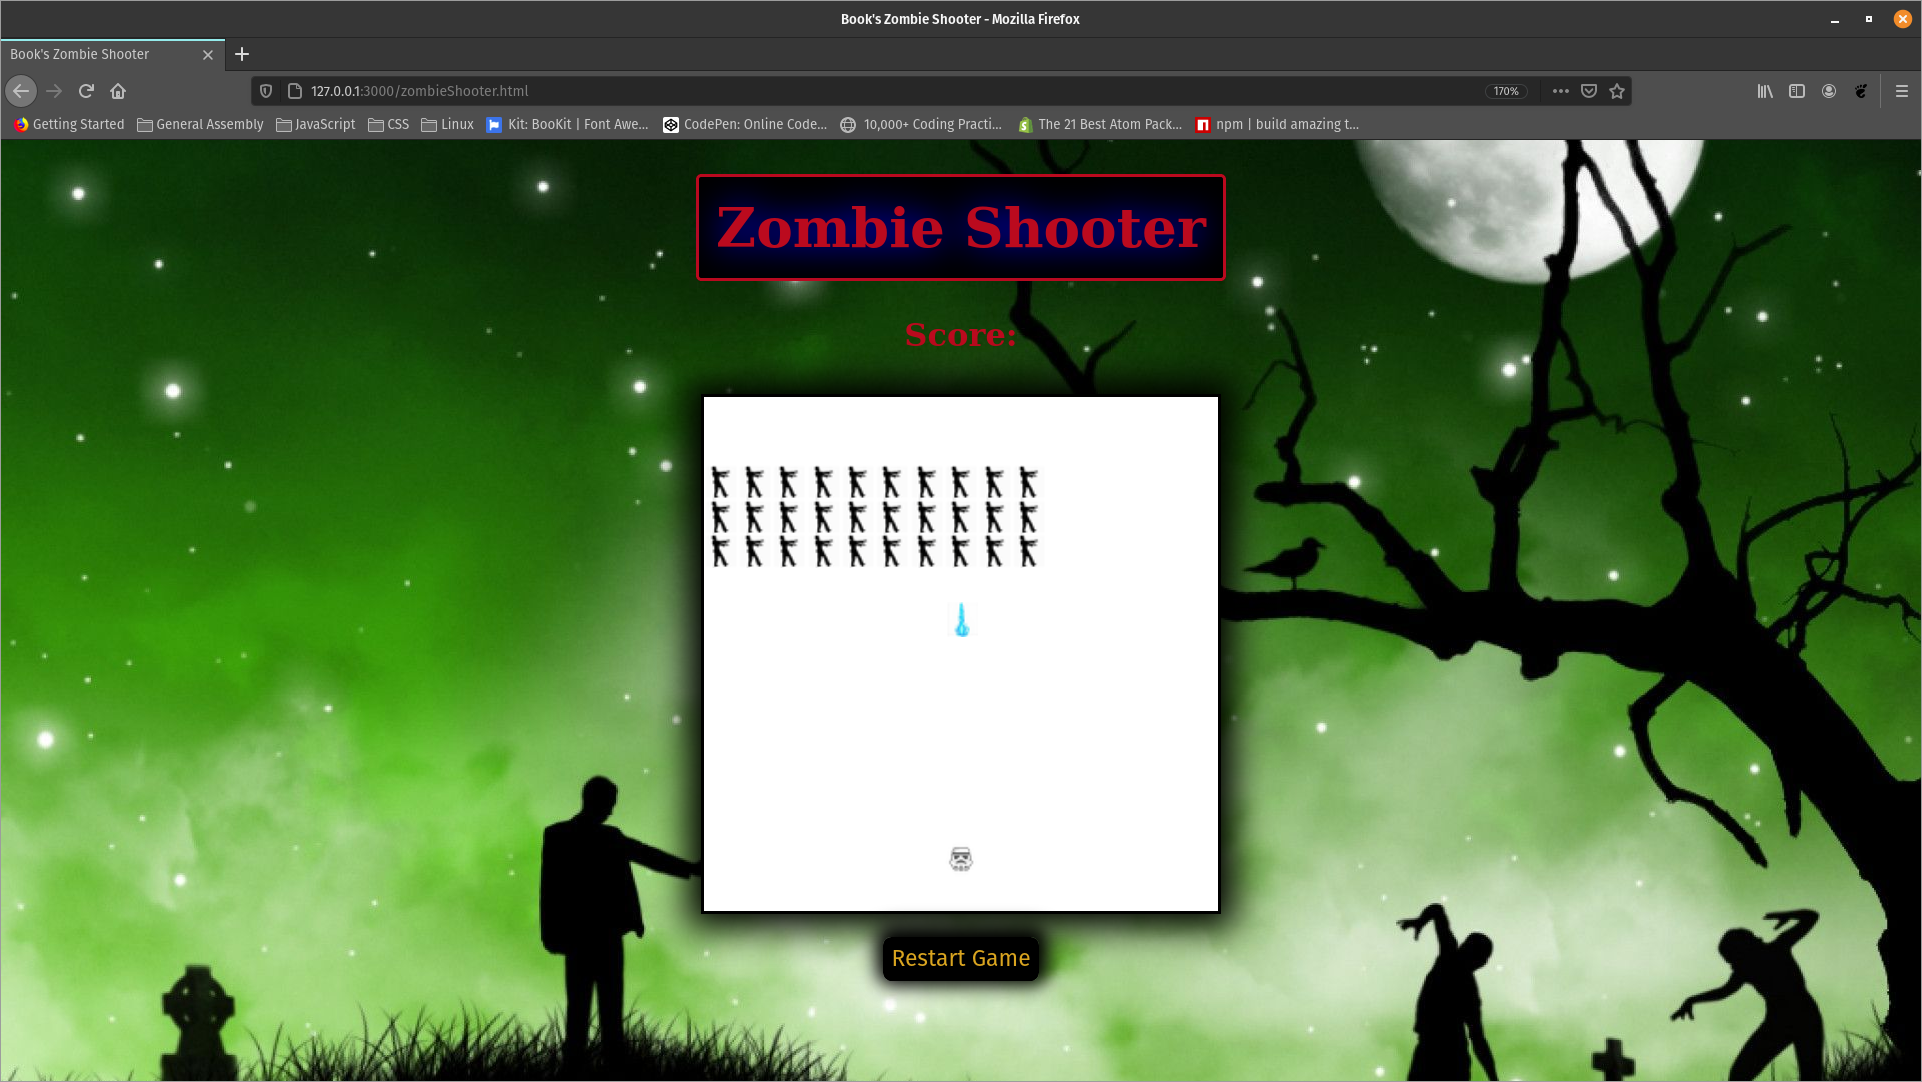 Book's Zombie Shooter - Mozilla Firefox
Book's Zombie Shooter
127.0.0.1:3000/zombieShooter.html
170%
Getting Started General Assembly JavaScript CSS Linux Kit: BooKit | Font Awe... CodePen: Online Code... 10,000+ Coding Practi... The 21 Best Atom Pack... npm | build amazing t...
Zombie Shooter
Score:
Restart Game